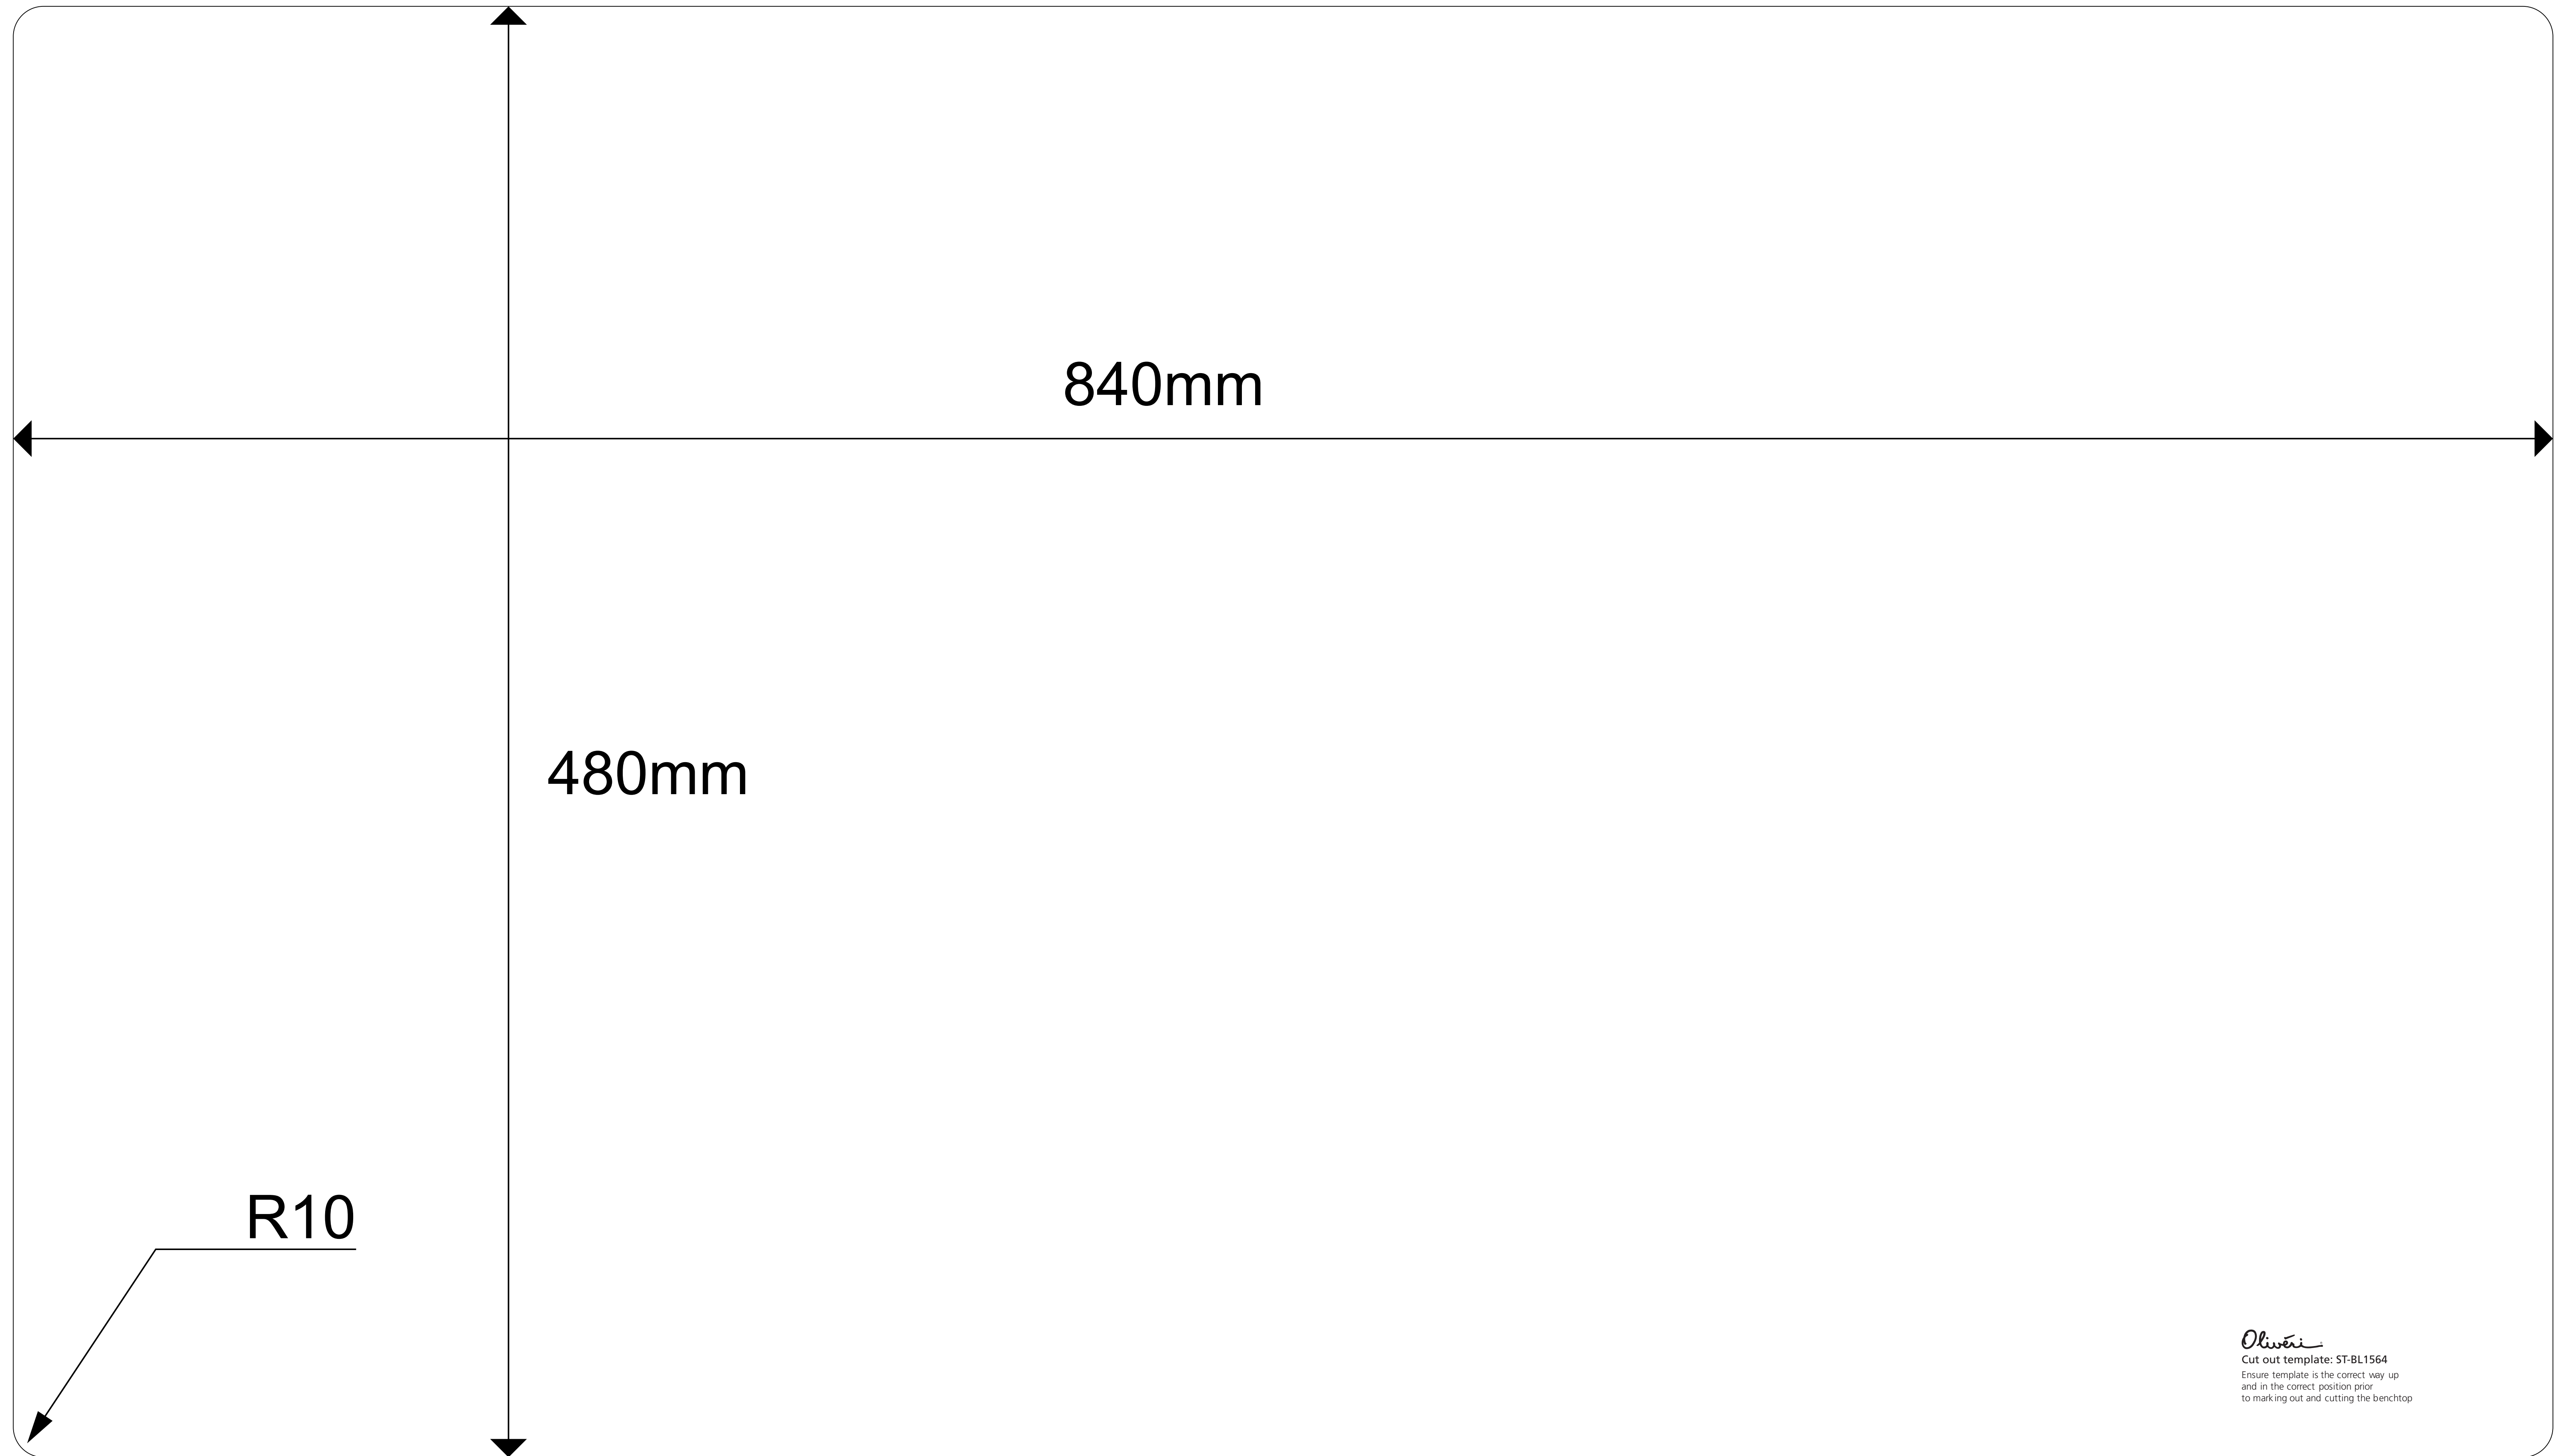 840mm
480mm
R10
Olivéri
Cut out template: ST-BL1564
Ensure template is the correct way up
and in the correct position prior
to marking out and cutting the benchtop